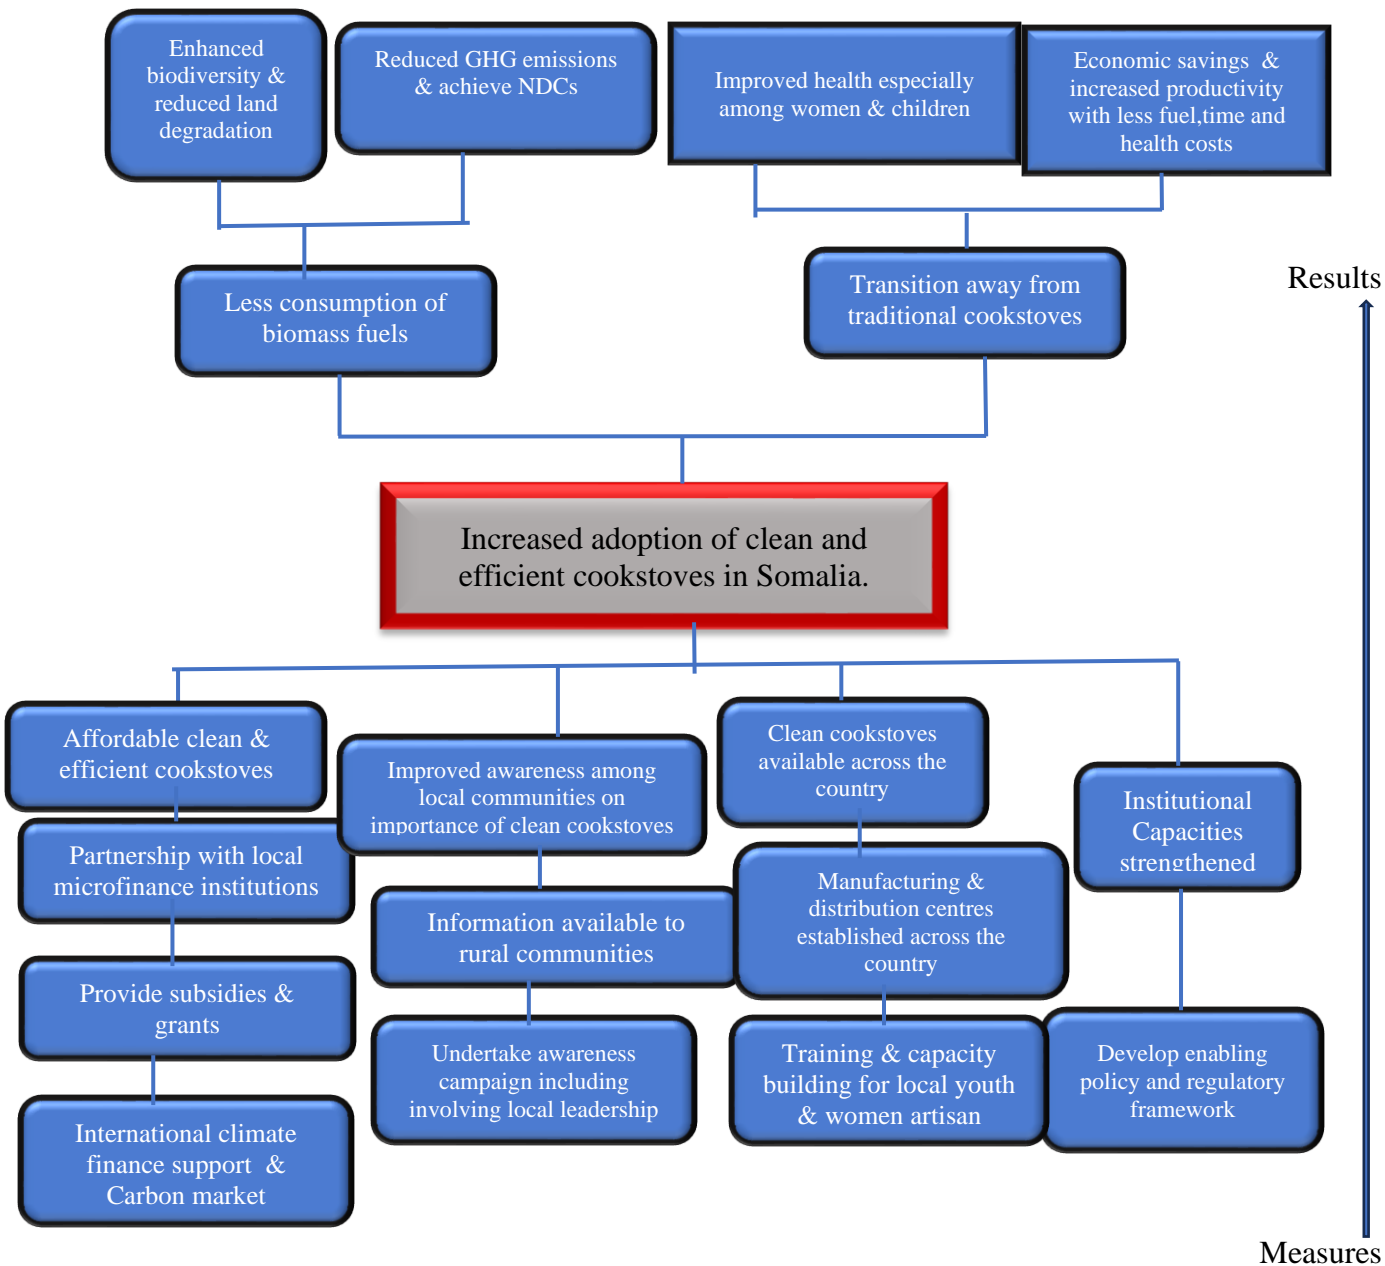 Enhanced
biodiversity &
reduced land
degradation
Reduced GHG emissions
& achieve NDCs
Improved health especially
among women & children
Economic savings &
increased productivity
with less fuel,time and
health costs
Less consumption of
biomass fuels
Transition away from
traditional cookstoves
Results
Increased adoption of clean and
efficient cookstoves in Somalia.
Affordable clean &
efficient cookstoves
Improved awareness among
local communities on
importance of clean cookstoves
Clean cookstoves
available across the
country
Institutional
Capacities
strengthened
Partnership with local
microfinance institutions
Information available to
rural communities
Manufacturing &
distribution centres
established across the
country
Provide subsidies &
grants
Undertake awareness
campaign including
involving local leadership
Training & capacity
building for local youth
& women artisan
Develop enabling
policy and regulatory
framework
International climate
finance support &
Carbon market
Measures